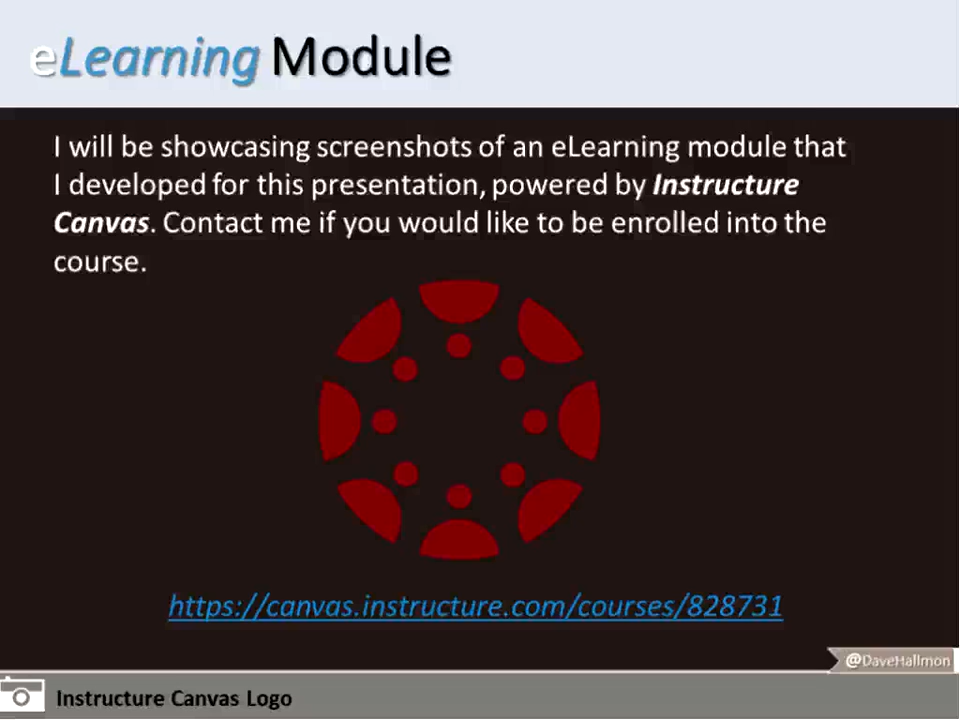 eLearning Module
I will be showcasing screenshots of an eLearning module that
I developed for this presentation, powered by Instructure
Canvas. Contact me if you would like to be enrolled into the
course.
https://canvas.instructure.com/courses/828731
@DaveHallmon
Instructure Canvas Logo